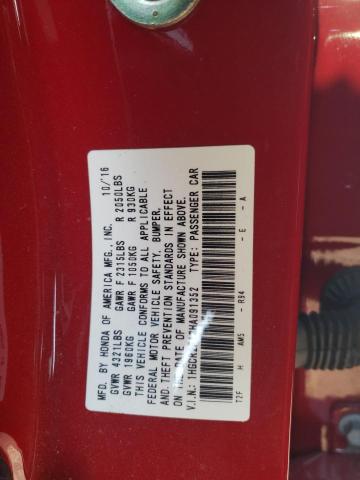 MFD. BY HONDA OF AMERICA MFG., INC. 10/'16
GVWR 4321LBS GAWR F 2315LBS R 2050LBS
GVWR 1960KG GAWR F 1050KG R 930KG
THIS VEHICLE CONFORMS TO ALL APPLICABLE
FEDERAL MOTOR VEHICLE SAFETY, BUMPER,
AND THEFT PREVENTION STANDARDS IN EFFECT
ON THE DATE OF MANUFACTURE SHOWN ABOVE.
V.I.N.: TYPE: PASSENGER CAR
T2F H AM5 - R94 - E - A